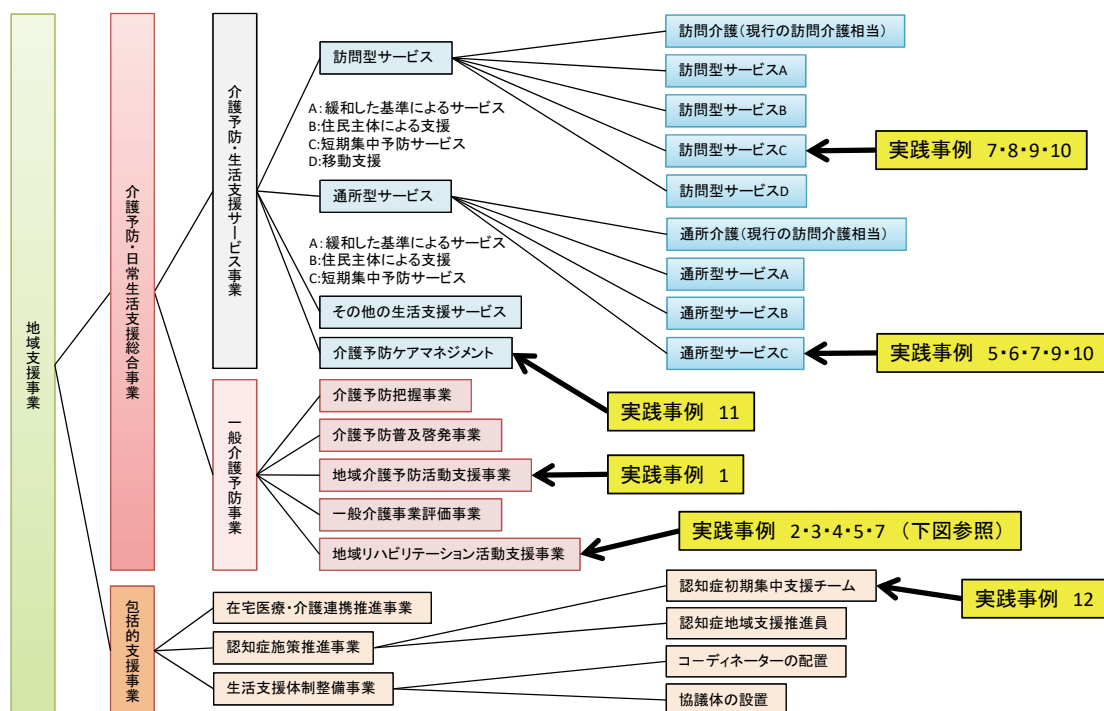 地域支援事業
介護予防・日常生活支援総合事業
介護予防・生活支援サービス事業
訪問型サービス
A:緩和した基準によるサービス
B:住民主体による支援
C:短期集中予防サービス
D:移動支援
訪問介護(現行の訪問介護相当)
訪問型サービスA
訪問型サービスB
訪問型サービスC
実践事例 7・8・9・10
訪問型サービスD
通所型サービス
A:緩和した基準によるサービス
B:住民主体による支援
C:短期集中予防サービス
通所介護(現行の訪問介護相当)
通所型サービスA
通所型サービスB
通所型サービスC
実践事例 5・6・7・9・10
その他の生活支援サービス
介護予防ケアマネジメント
実践事例 11
一般介護予防事業
介護予防把握事業
介護予防普及啓発事業
地域介護予防活動支援事業
実践事例 1
一般介護事業評価事業
地域リハビリテーション活動支援事業
実践事例 2・3・4・5・7 (下図参照)
包括的支援事業
在宅医療・介護連携推進事業
認知症施策推進事業
認知症初期集中支援チーム
実践事例 12
認知症地域支援推進員
生活支援体制整備事業
コーディネーターの配置
協議体の設置